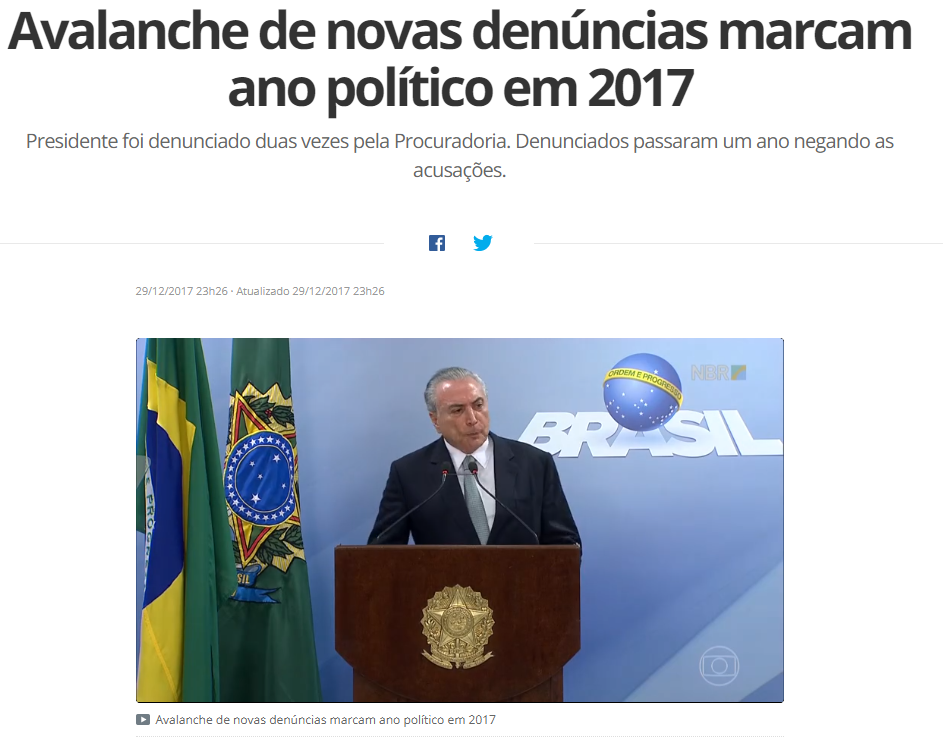 Avalanche de novas denúncias marcam
ano político em 2017
Presidente foi denunciado duas vezes pela Procuradoria. Denunciados passaram um ano negando as
acusações.
29/12/2017 23h26 · Atualizado 29/12/2017 23h26
NBR
ORDEM E PROGRESSO
BRASIL
E PROGR
SIL
Avalanche de novas denúncias marcam ano político em 2017